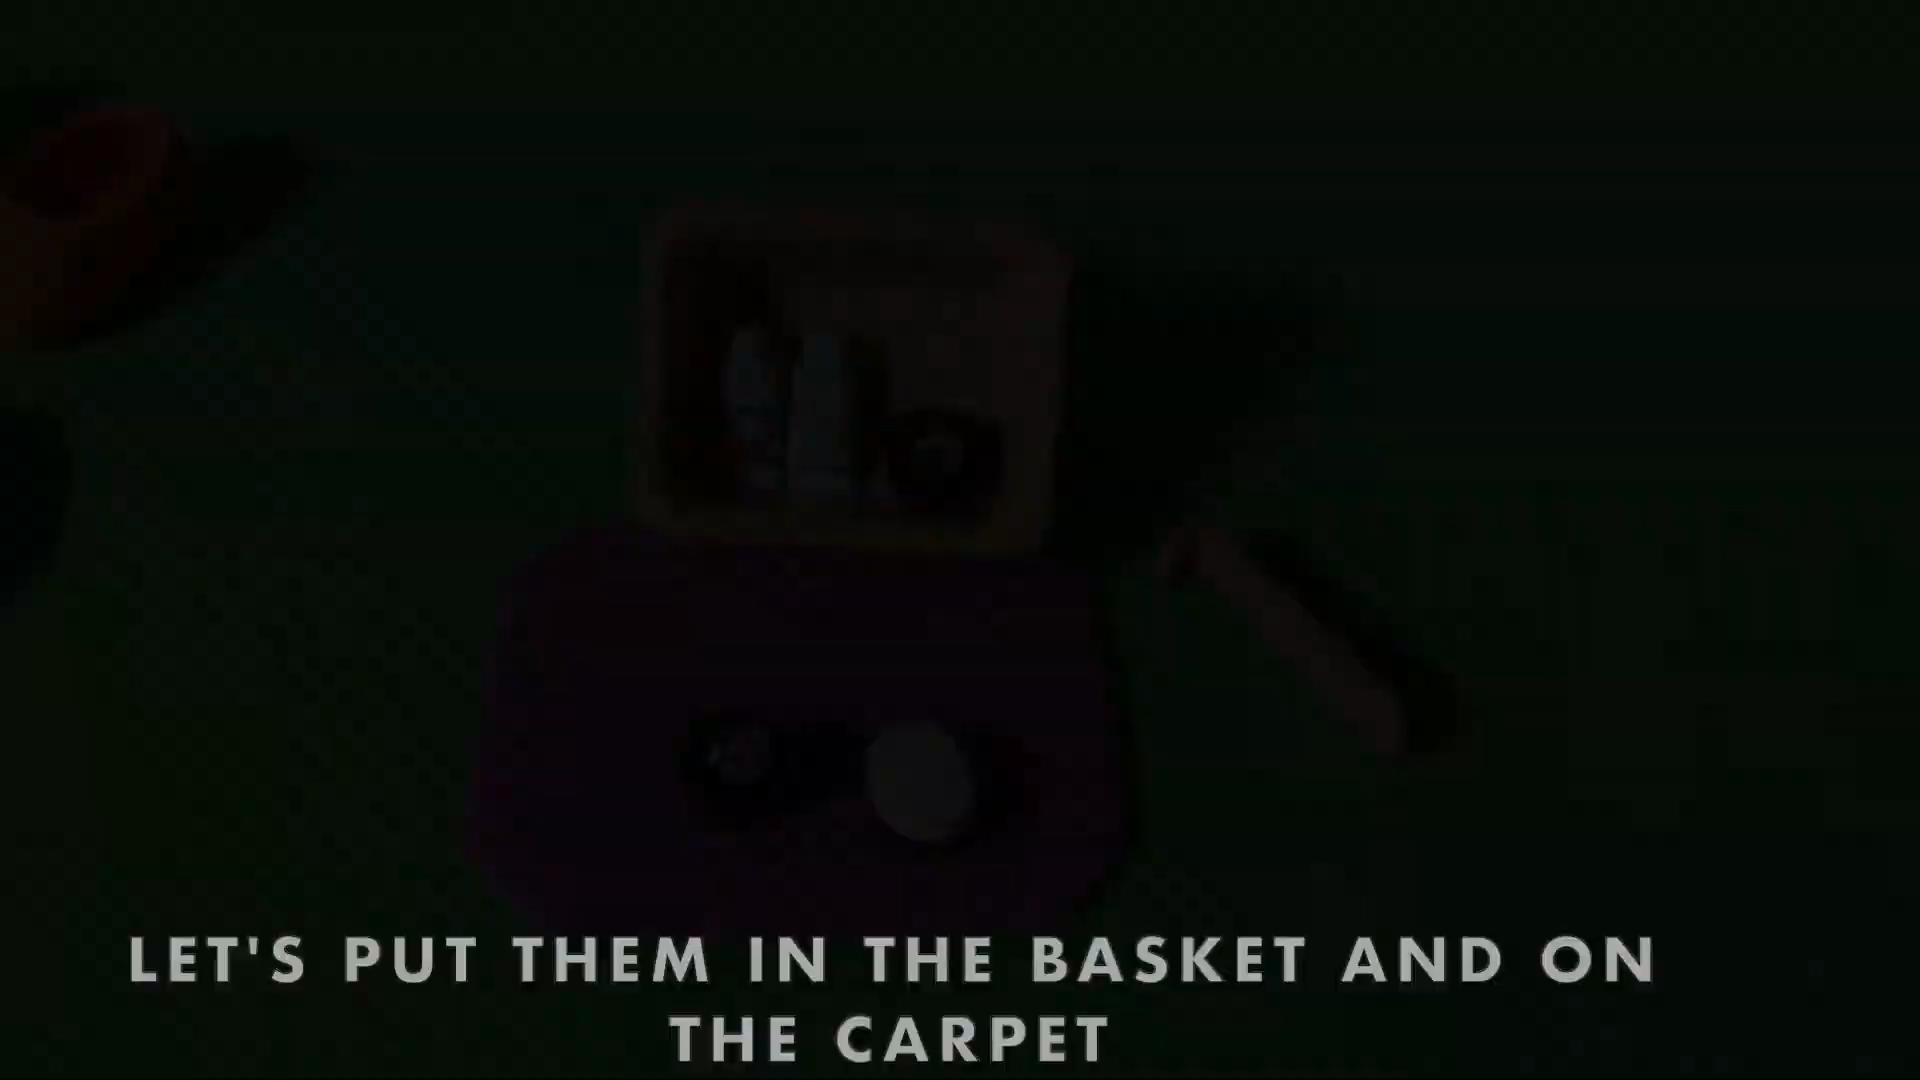 LET'S PUT THEM IN THE BASKET AND ON
THE CARPET